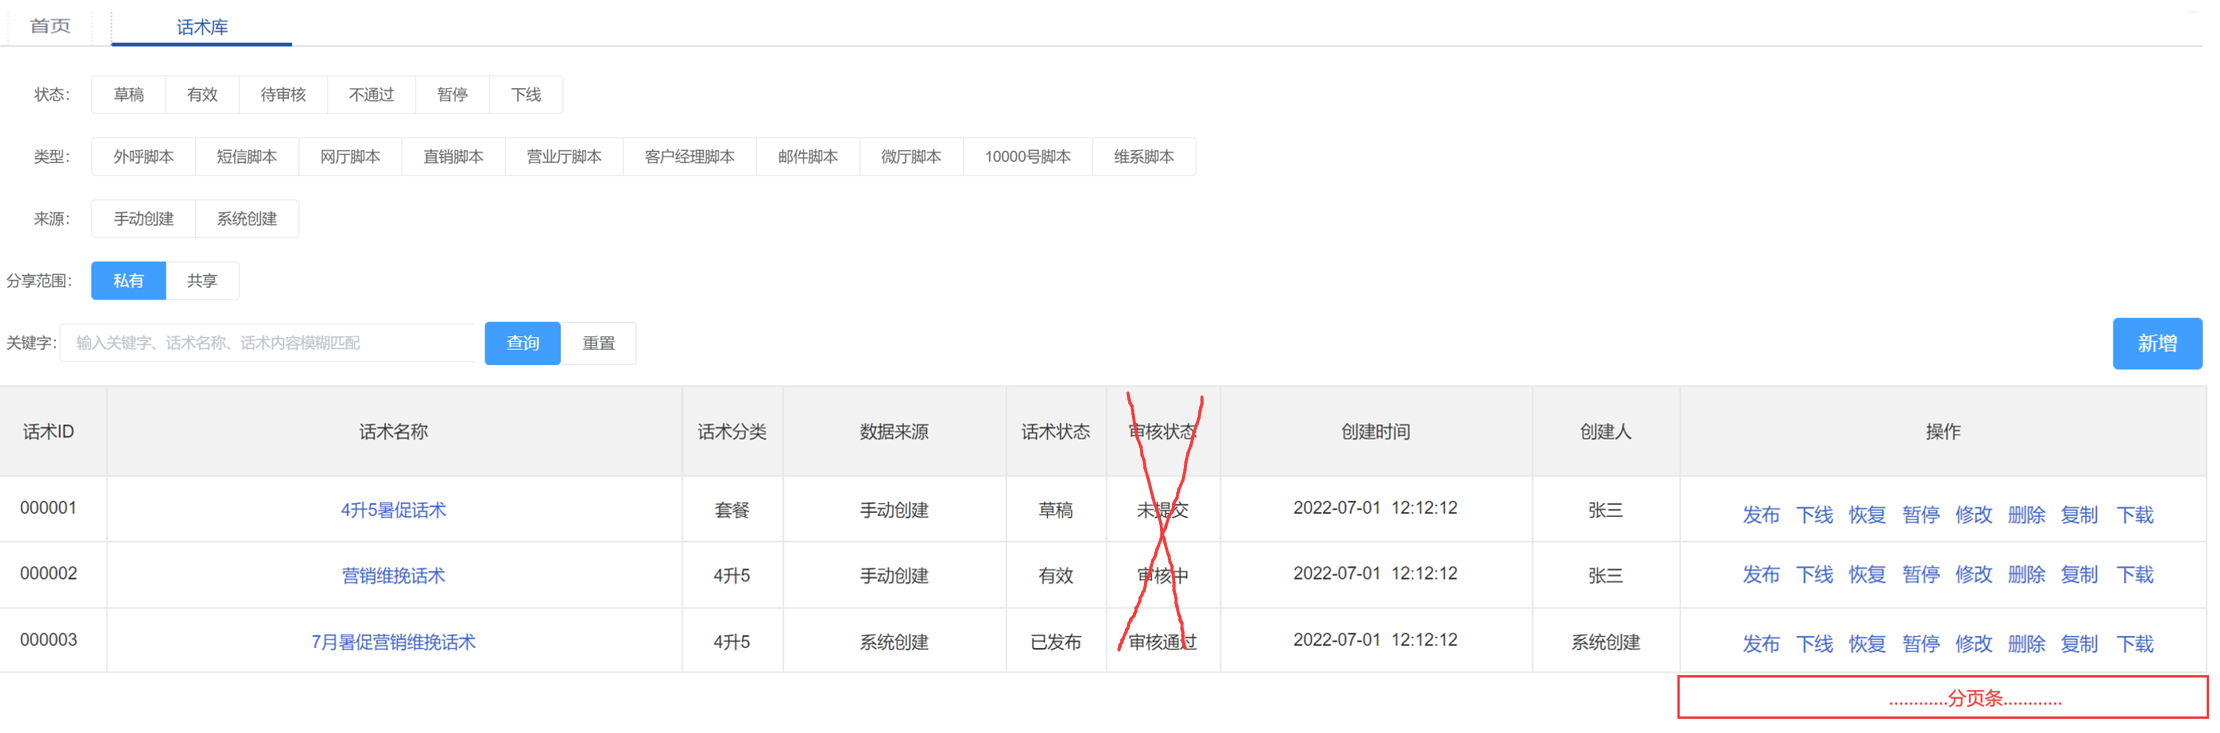 首页 话术库
状态： 草稿 有效 待审核 不通过 暂停 下线
类型： 外呼脚本 短信脚本 网厅脚本 直销脚本 营业厅脚本 客户经理脚本 邮件脚本 微厅脚本 10000号脚本 维系脚本
来源： 手动创建 系统创建
分享范围： 私有 共享
关键字： 输入关键字、话术名称、话术内容模糊匹配 查询 重置 新增
话术ID 话术名称 话术分类 数据来源 话术状态 审核状态 创建时间 创建人 操作
000001 4升5暑促话术 套餐 手动创建 草稿 未提交 2022-07-01 12:12:12 张三 发布 下线 恢复 暂停 修改 删除 复制 下载
000002 营销维挽话术 4升5 手动创建 有效 审核中 2022-07-01 12:12:12 张三 发布 下线 恢复 暂停 修改 删除 复制 下载
000003 7月暑促营销维挽话术 4升5 系统创建 已发布 审核通过 2022-07-01 12:12:12 系统创建 发布 下线 恢复 暂停 修改 删除 复制 下载
............分页条............